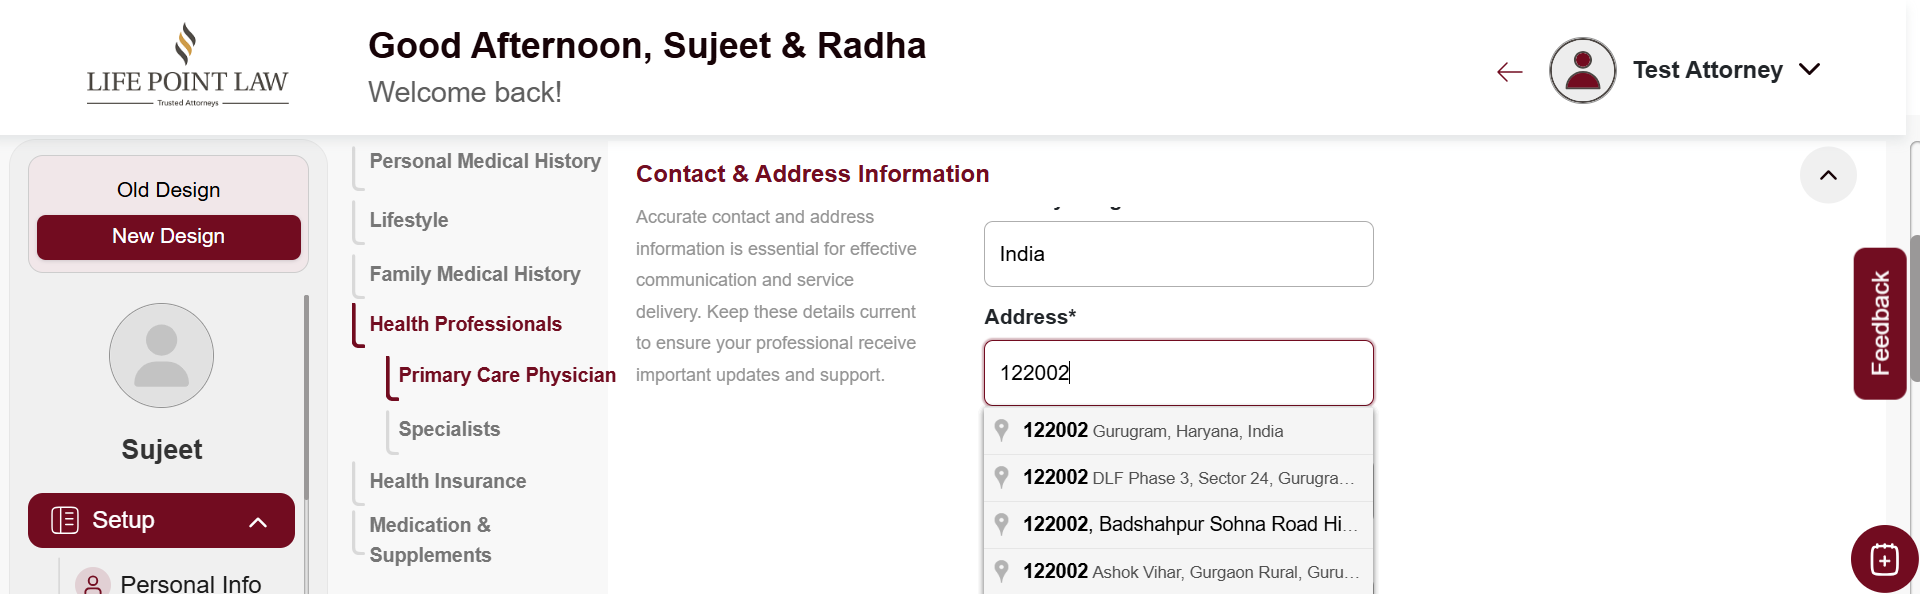 LIFE POINT LAW
Trusted Attorneys
Good Afternoon, Sujeet & Radha
Welcome back!
Test Attorney
Old Design
New Design
Sujeet
Setup
Personal Info
Personal Medical History
Lifestyle
Family Medical History
Health Professionals
Primary Care Physician
Specialists
Health Insurance
Medication &
Supplements
Contact & Address Information
Accurate contact and address
information is essential for effective
communication and service
delivery. Keep these details current
to ensure your professional receive
important updates and support.
India
Address*
122002
122002 Gurugram, Haryana, India
122002 DLF Phase 3, Sector 24, Gurugra...
122002, Badshahpur Sohna Road Hi...
122002 Ashok Vihar, Gurgaon Rural, Guru...
Feedback